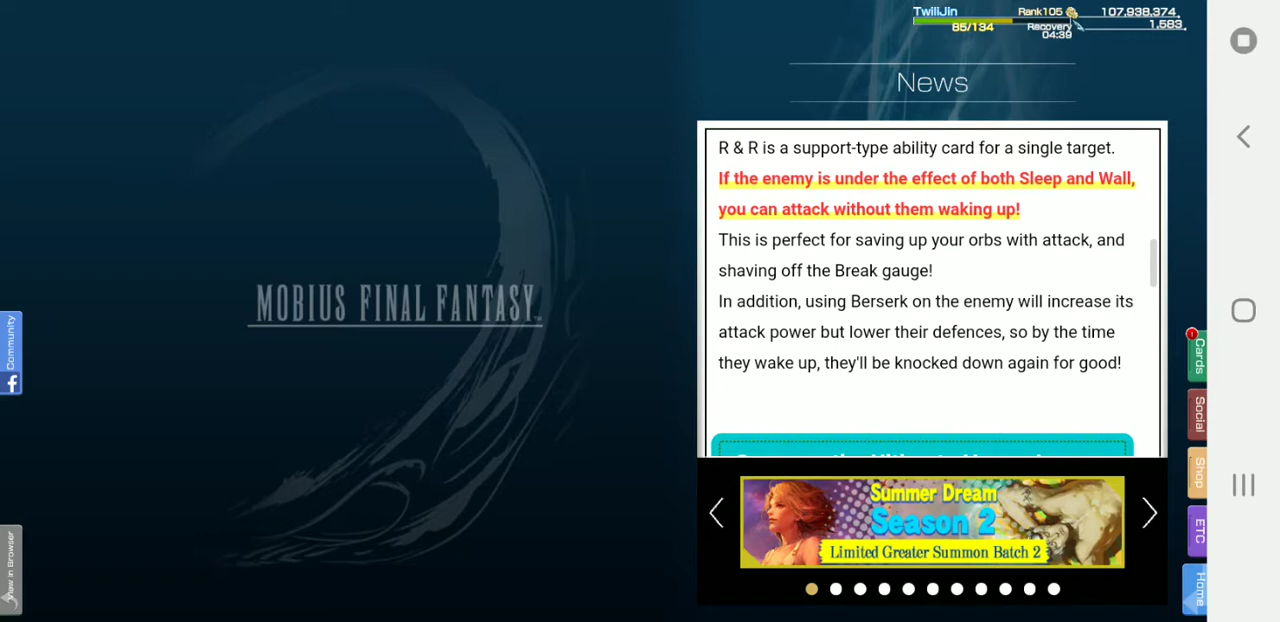 TwiliJin Rank105 107,938,374
85/134 Recovery 1,583
04:39
News
R & R is a support-type ability card for a single target.
If the enemy is under the effect of both Sleep and Wall,
you can attack without them waking up!
This is perfect for saving up your orbs with attack, and
shaving off the Break gauge!
In addition, using Berserk on the enemy will increase its
attack power but lower their defences, so by the time
they wake up, they'll be knocked down again for good!
MOBIUS FINAL FANTASY
TM
Community
View in Browser
Summer Dream
Season 2
Limited Greater Summon Batch 2
Cards
Social
Shop
ETC
Home